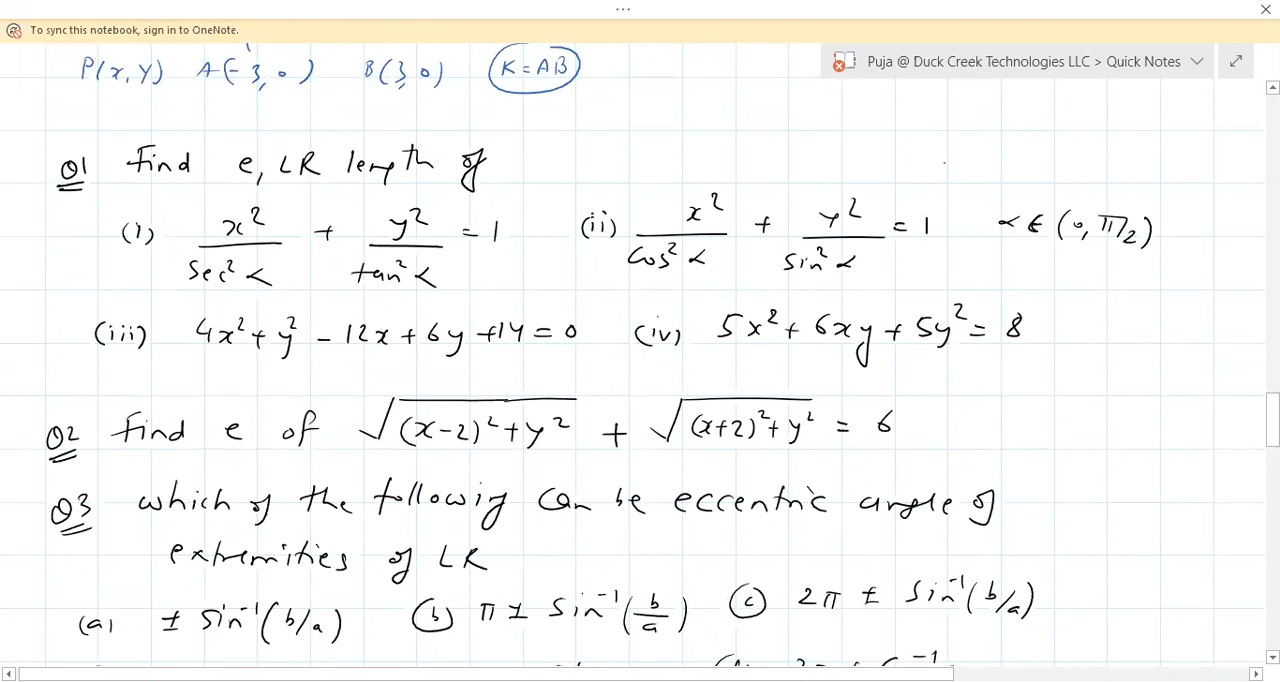 To sync this notebook, sign in to OneNote.
P(x, y) A(-3, 0) B(3, 0) K = AB
Puja @ Duck Creek Technologies LLC > Quick Notes
Q1 Find e, LR length of
(i) x²/sec²α + y²/tan²α = 1 (ii) x²/cos²α + y²/sin²α = 1 α ∈ (0, π/2)
(iii) 4x² + y² - 12x + 6y + 14 = 0 (iv) 5x² + 6xy + 5y² = 8
Q2 Find e of √((x-2)² + y²) + √((x+2)² + y²) = 6
Q3 which of the following can be eccentric angle of
extremities of LR
(a) ± sin⁻¹(b/a) (b) π ± sin⁻¹(b/a) (c) 2π ± sin⁻¹(b/a)